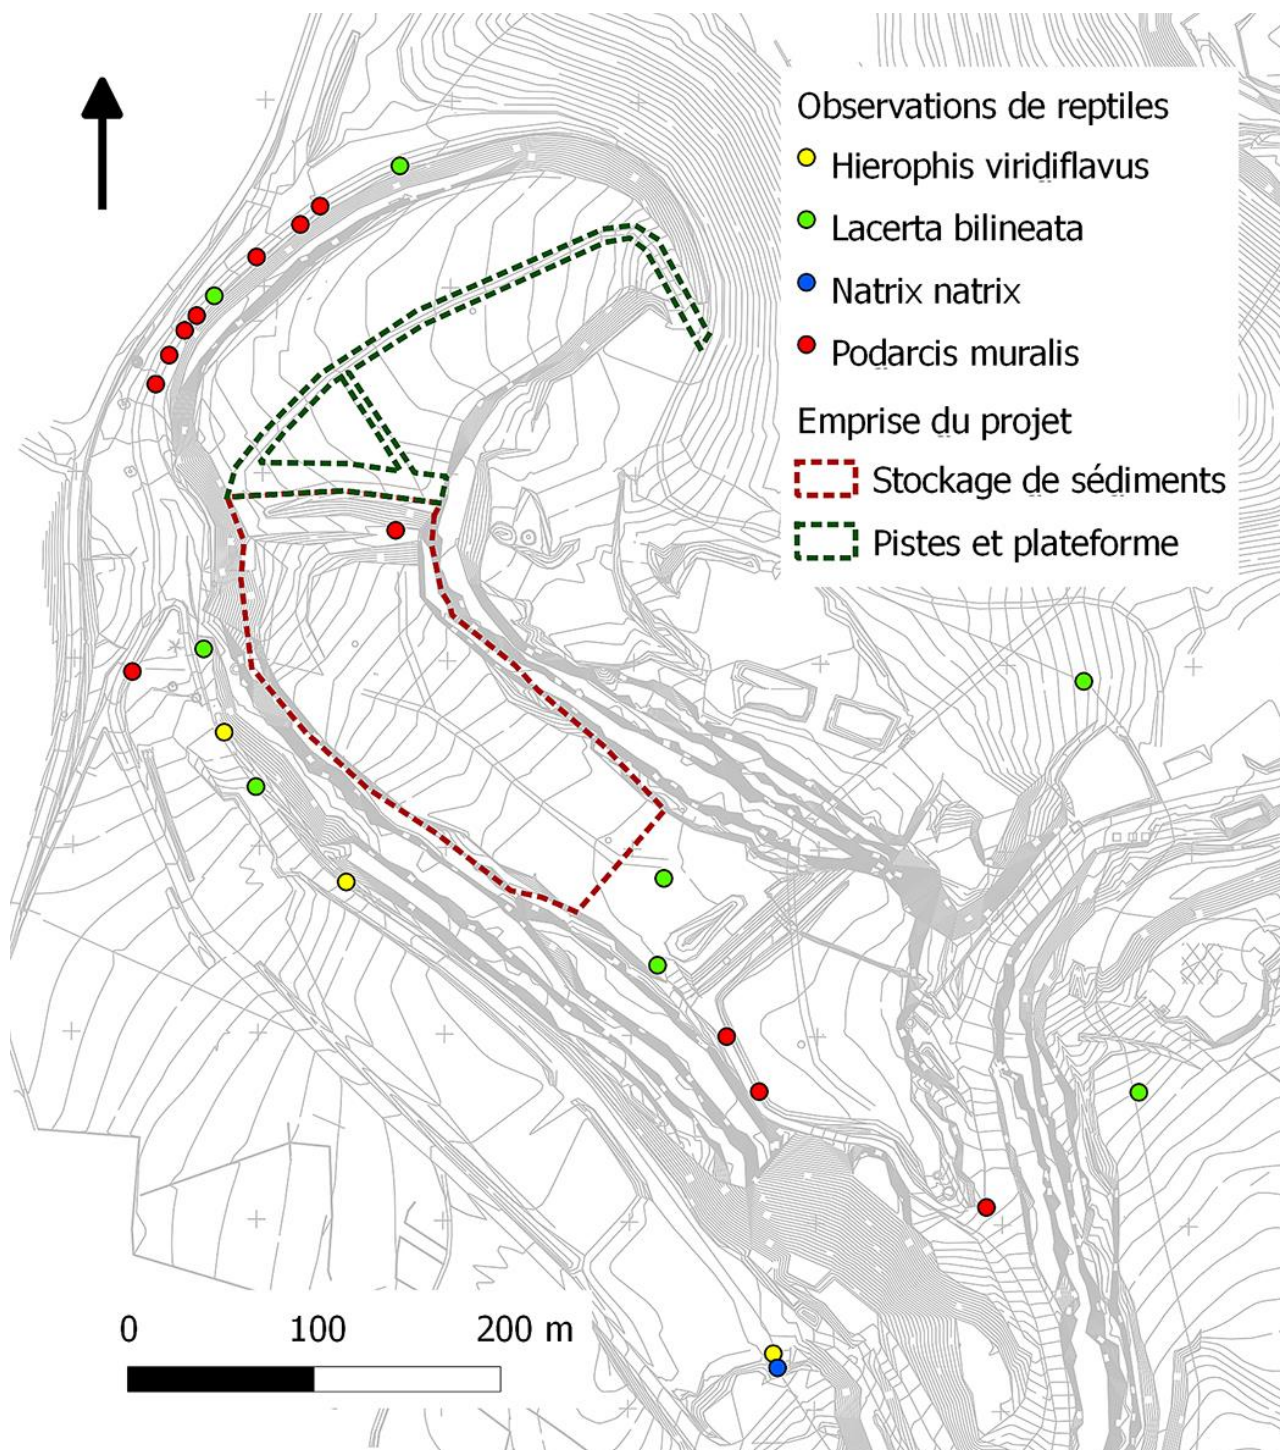 Observations de reptiles
Hierophis viridiflavus
Lacerta bilineata
Natrix natrix
Podarcis muralis
Emprise du projet
Stockage de sédiments
Pistes et plateforme
0 100 200 m